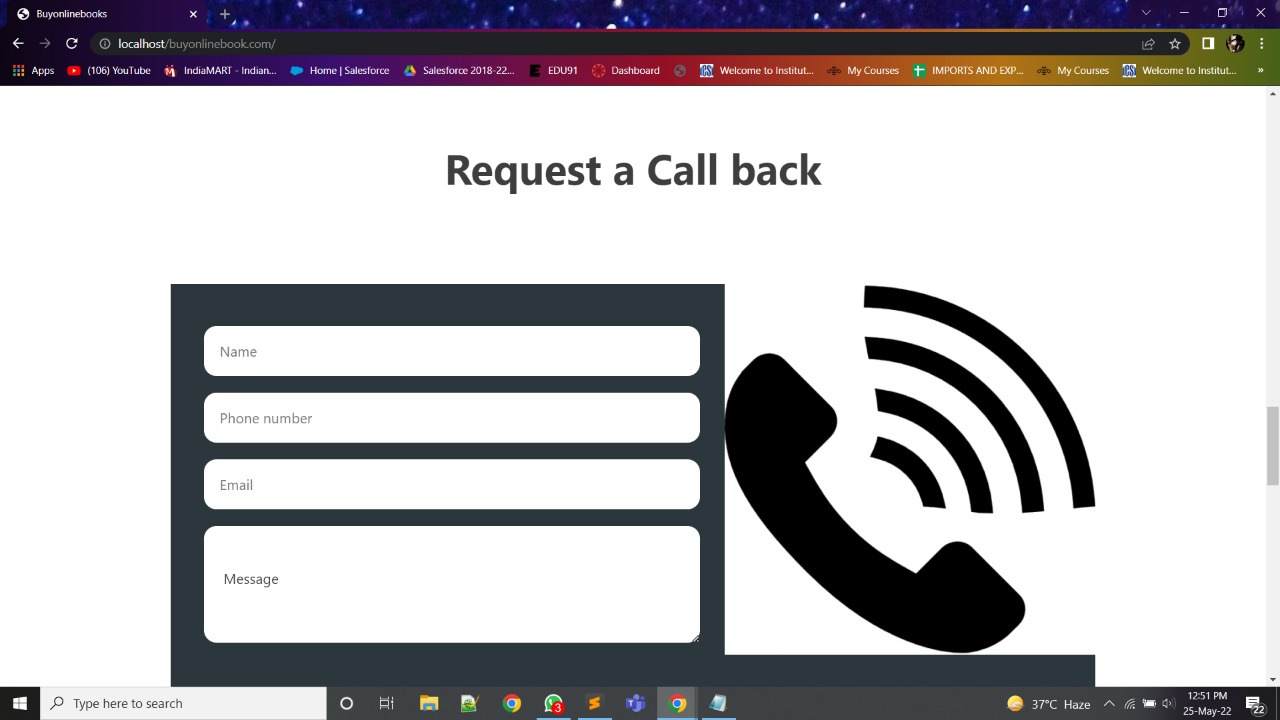 Buyonlinebooks
localhost/buyonlinebook.com/
Apps (106) YouTube IndiaMART - Indian... Home | Salesforce Salesforce 2018-22... EDU91 Dashboard Welcome to Institut... My Courses IMPORTS AND EXP... My Courses Welcome to Institut... »
Request a Call back
Name
Phone number
Email
Message
Type here to search
3
37°C Haze
12:51 PM
25-May-22
22